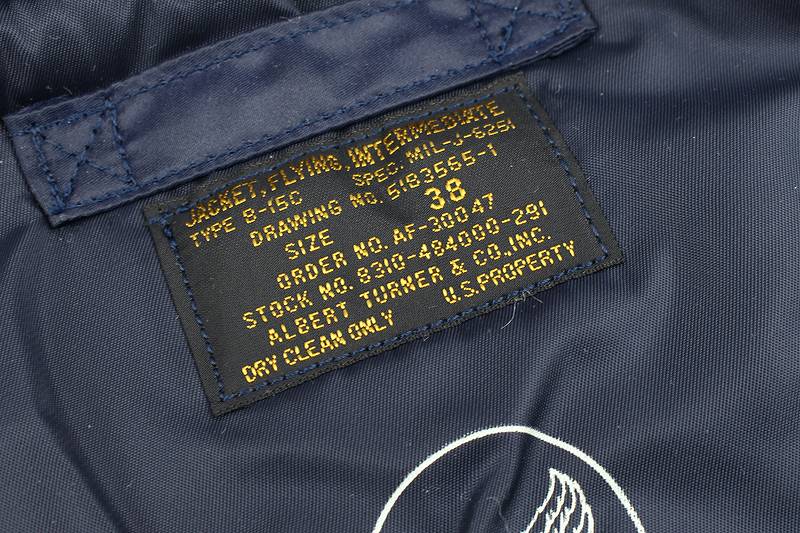 JACKET, FLYING, INTERMEDIATE
TYPE B-15C SPEC. MIL-J-6251
DRAWING NO. 51B3555-1
SIZE 38
ORDER NO. AF-30047
STOCK NO. 8310-484000-291
ALBERT TURNER & CO., INC.
DRY CLEAN ONLY U.S. PROPERTY